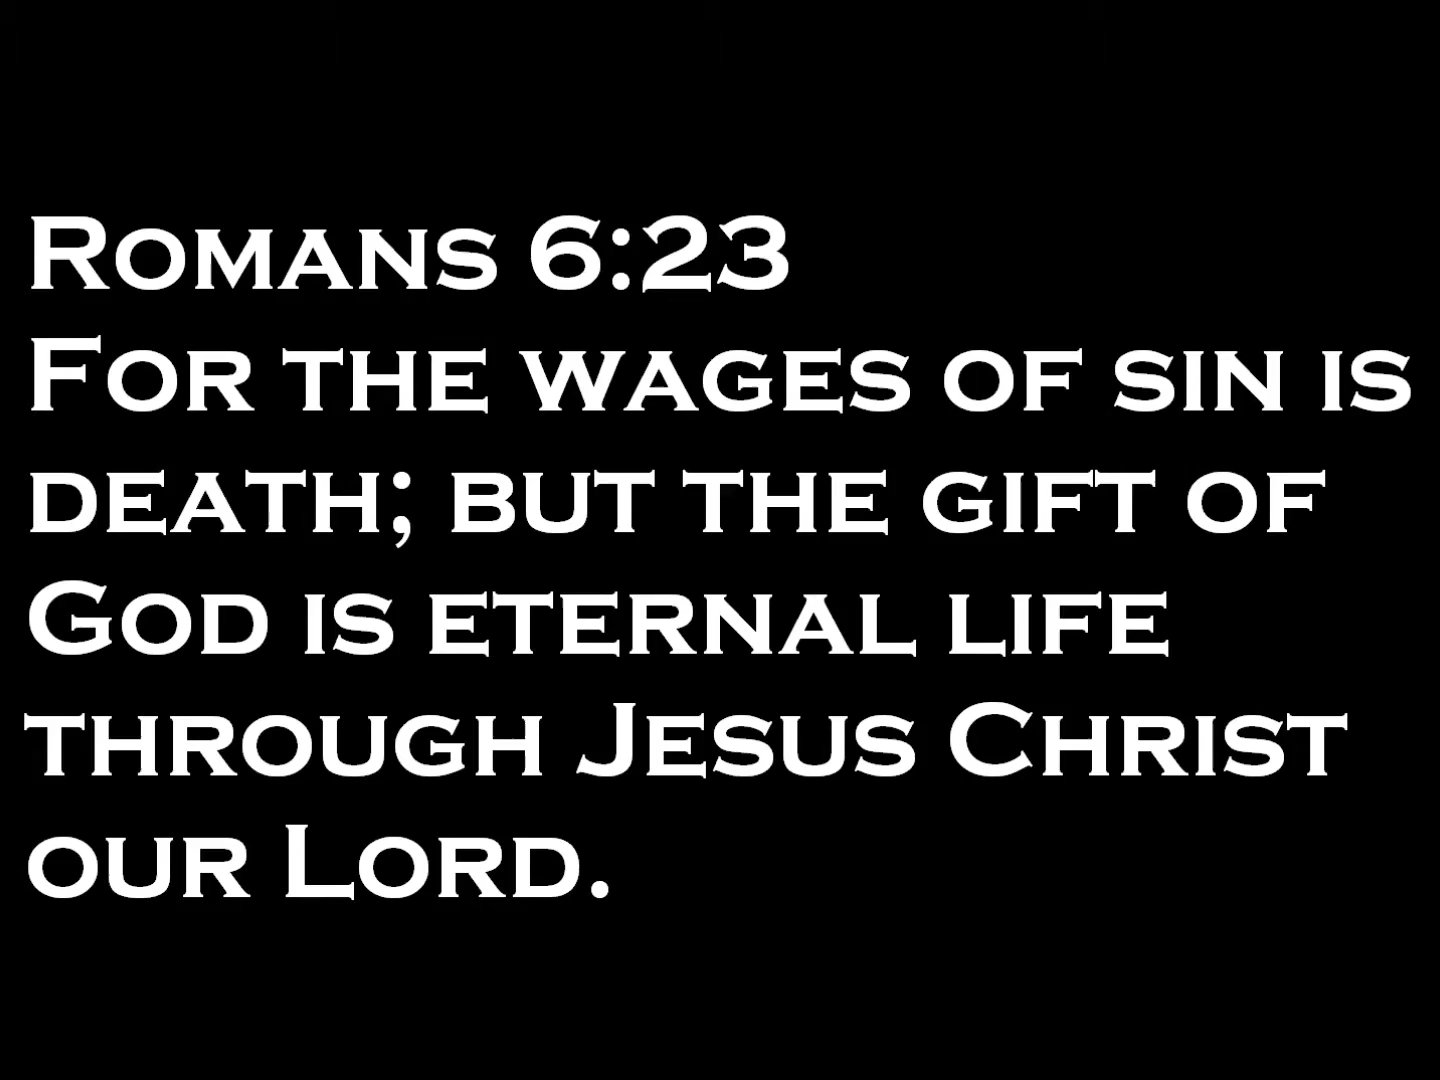 Romans 6:23
For the wages of sin is
death; but the gift of
God is eternal life
through Jesus Christ
our Lord.